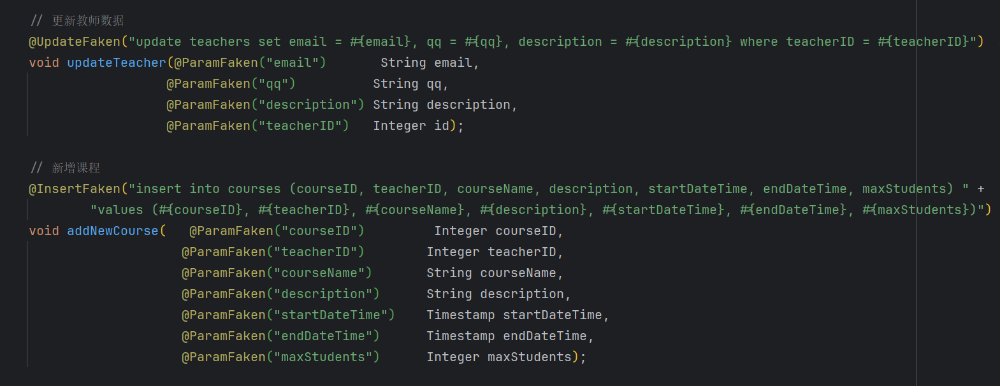 // 更新教师数据
@UpdateFaken("update teachers set email = #{email}, qq = #{qq}, description = #{description} where teacherID = #{teacherID}")
void updateTeacher(@ParamFaken("email")       String email,
                  @ParamFaken("qq")          String qq,
                  @ParamFaken("description") String description,
                  @ParamFaken("teacherID")   Integer id);
// 新增课程
@InsertFaken("insert into courses (courseID, teacherID, courseName, description, startDateTime, endDateTime, maxStudents) " +
        "values (#{courseID}, #{teacherID}, #{courseName}, #{description}, #{startDateTime}, #{endDateTime}, #{maxStudents})")
void addNewCourse(   @ParamFaken("courseID")         Integer courseID,
                    @ParamFaken("teacherID")        Integer teacherID,
                    @ParamFaken("courseName")       String courseName,
                    @ParamFaken("description")      String description,
                    @ParamFaken("startDateTime")    Timestamp startDateTime,
                    @ParamFaken("endDateTime")      Timestamp endDateTime,
                    @ParamFaken("maxStudents")      Integer maxStudents);